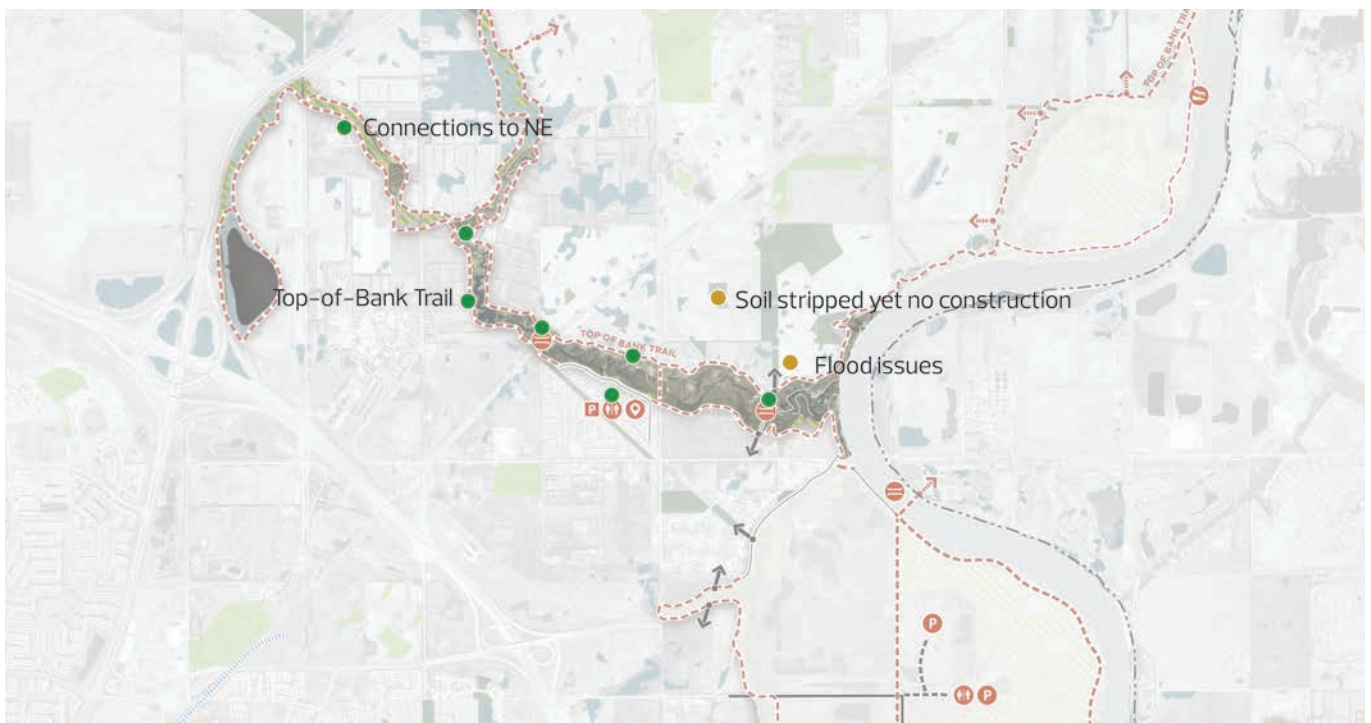 TOP OF BANK TRAIL
Connections to NE
Top-of-Bank Trail
Soil stripped yet no construction
TOP OF BANK TRAIL
Flood issues
P
P
P